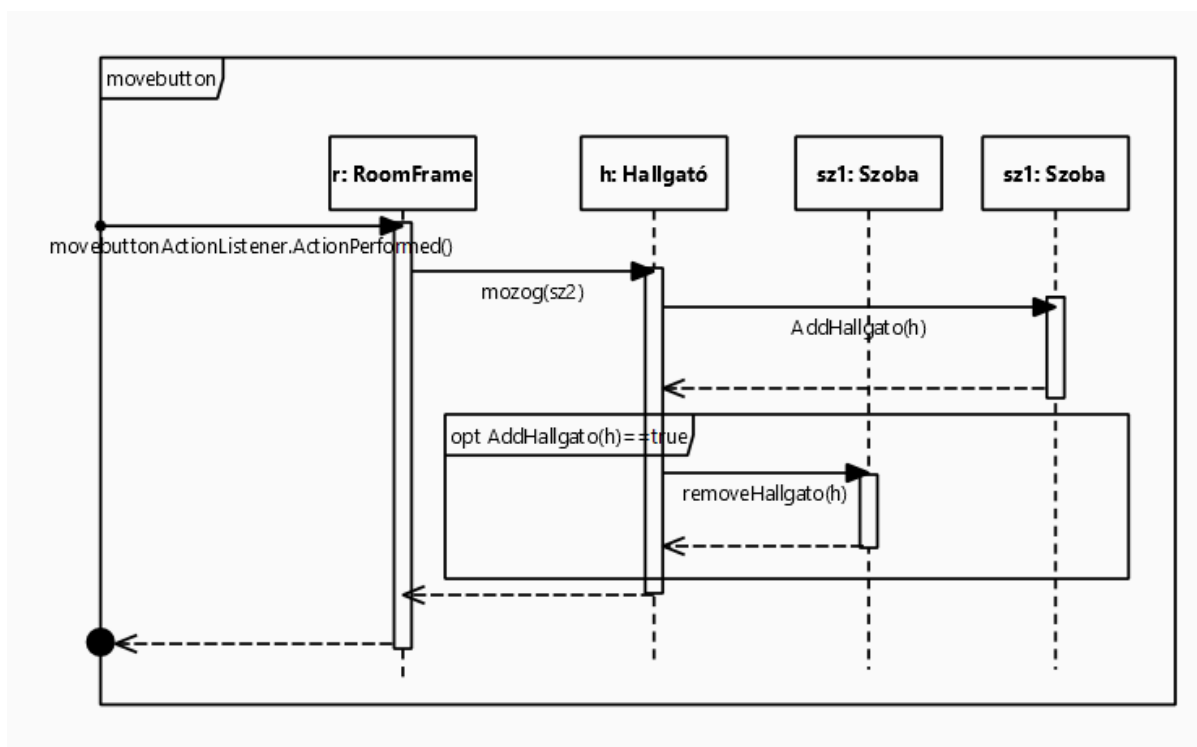 movebutton
r: RoomFrame
h: Hallgató
sz1: Szoba
sz1: Szoba
movebuttonActionListener.ActionPerformed()
mozog(sz2)
AddHallgato(h)
opt AddHallgato(h)==true
removeHallgato(h)